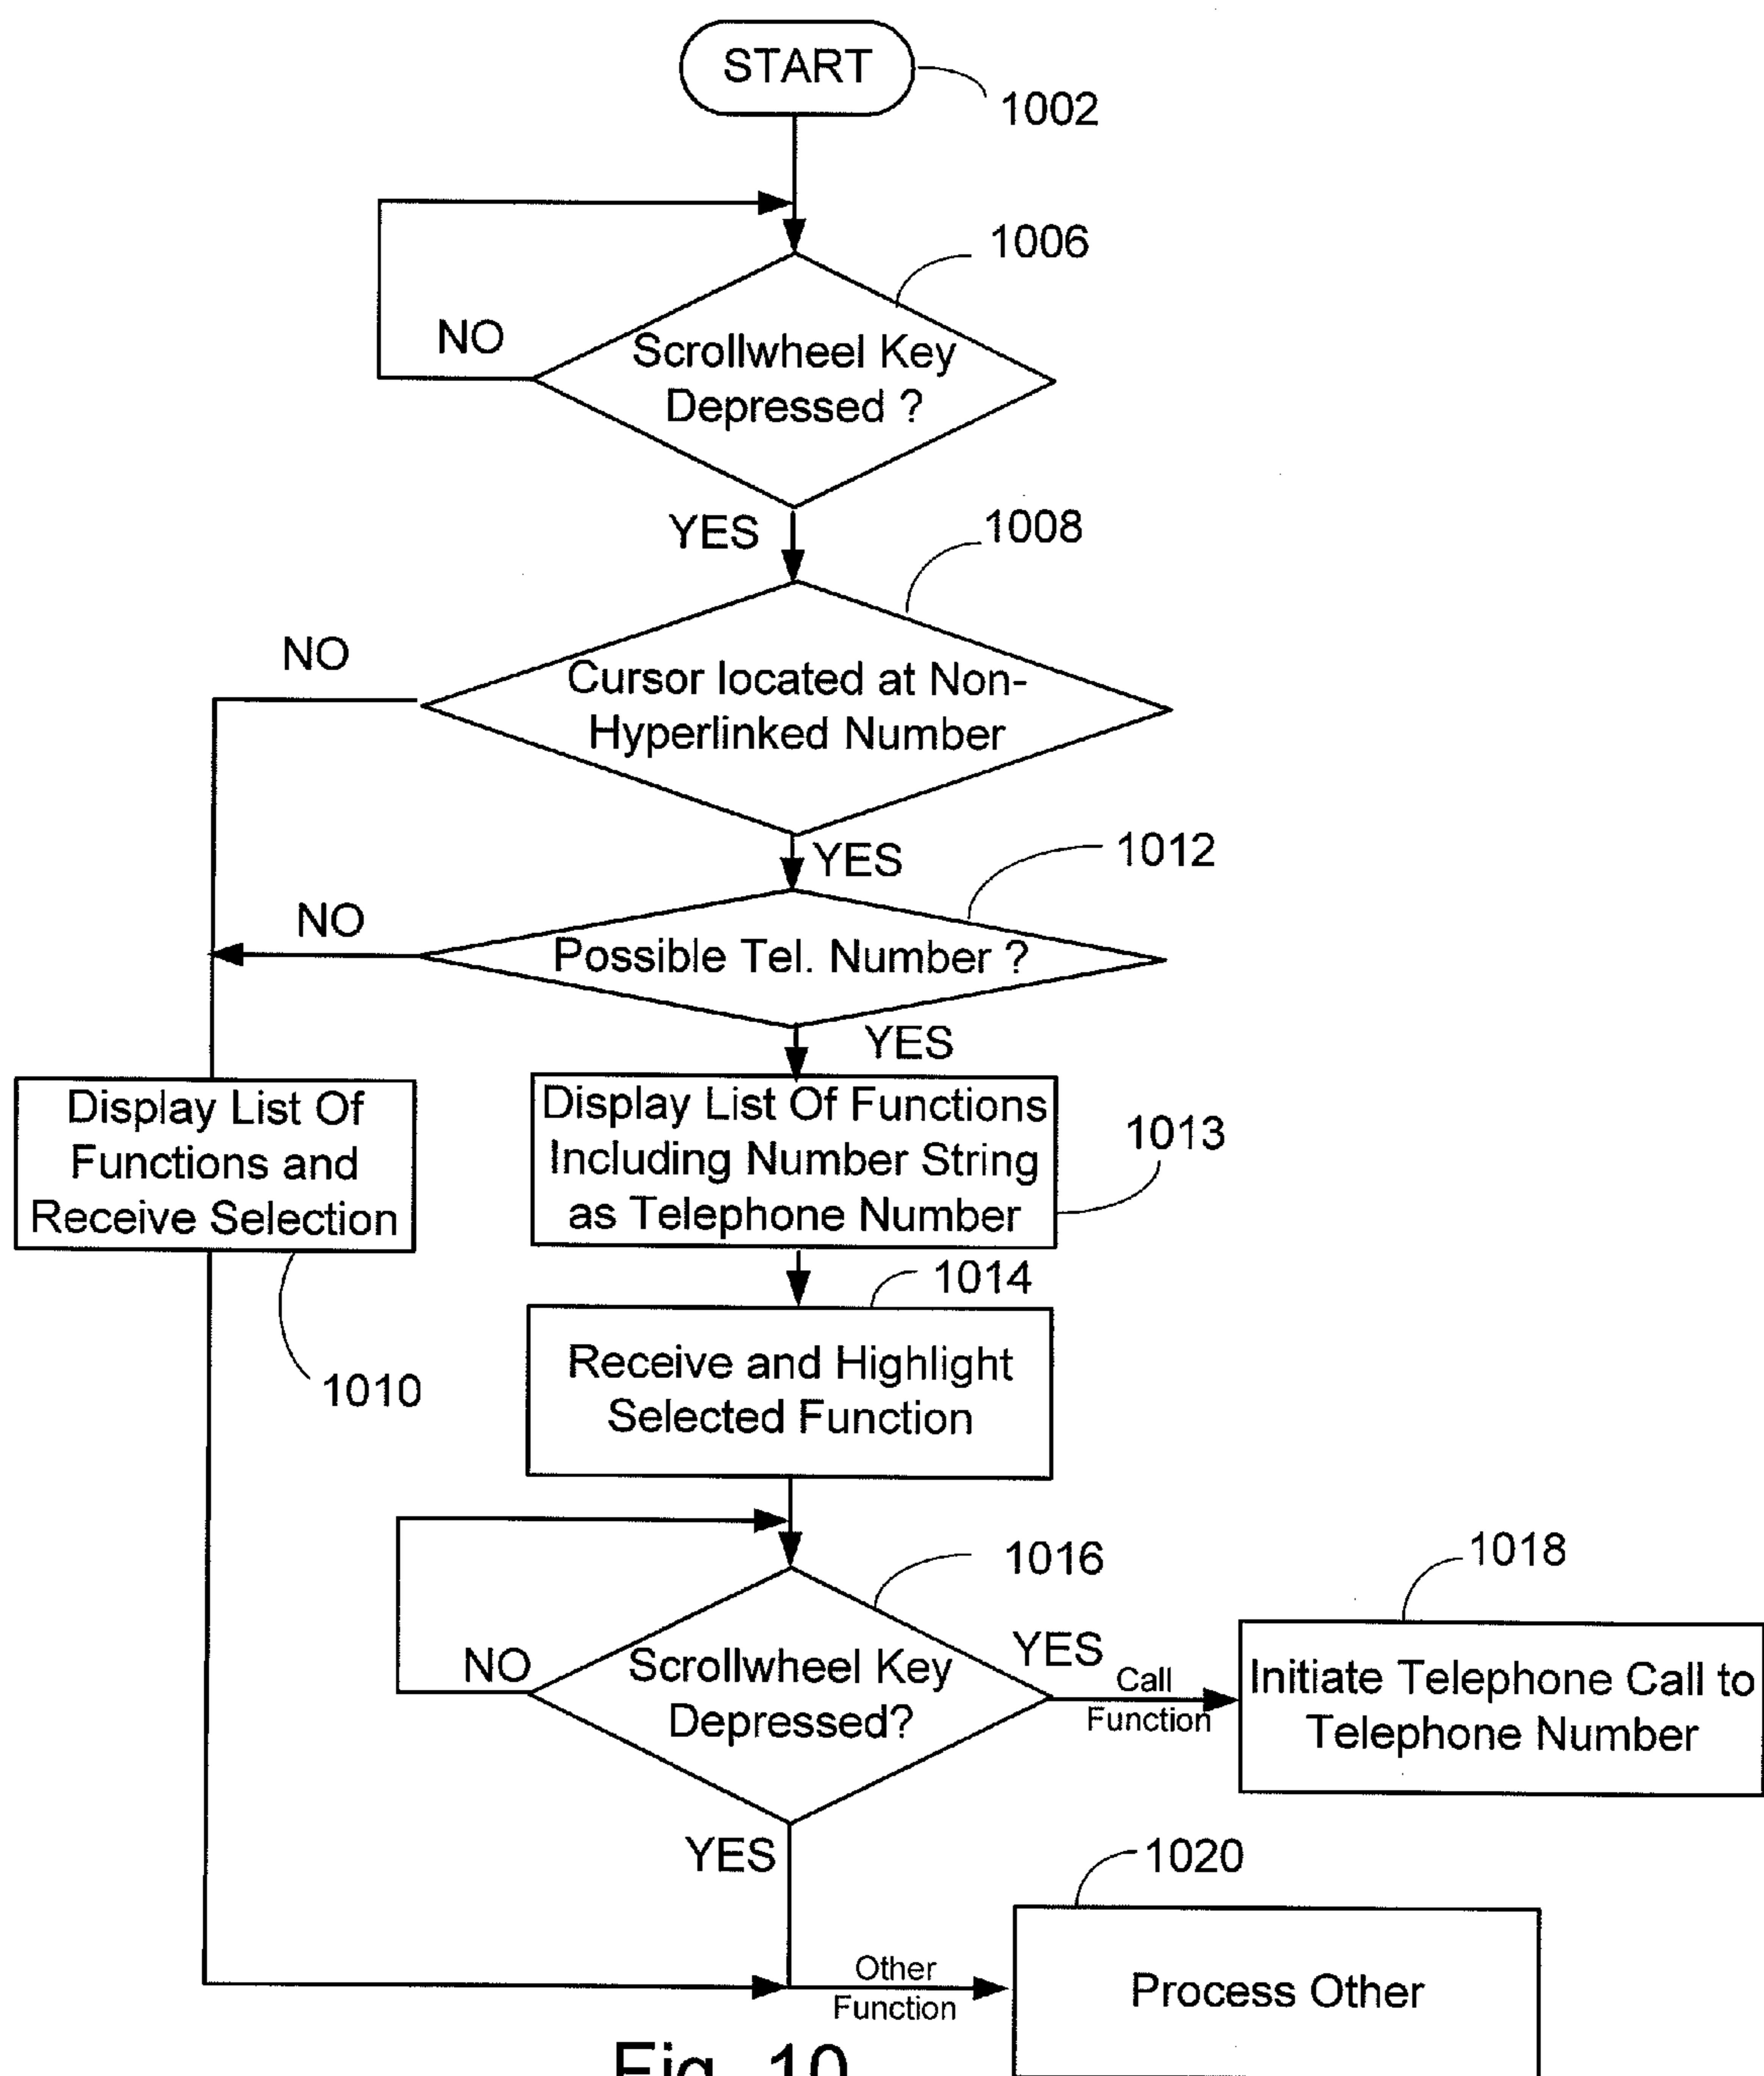 START
1002
1006
NO
Scrollwheel Key
Depressed ?
YES
1008
NO
Cursor located at Non-
Hyperlinked Number
YES
1012
NO
Possible Tel. Number ?
YES
Display List Of
Functions and
Receive Selection
1010
Display List Of Functions
Including Number String
as Telephone Number
1013
1014
Receive and Highlight
Selected Function
1016
NO
Scrollwheel Key
Depressed?
YES
Call
Function
1018
Initiate Telephone Call to
Telephone Number
YES
1020
Other
Function
Process Other
Fig. 10